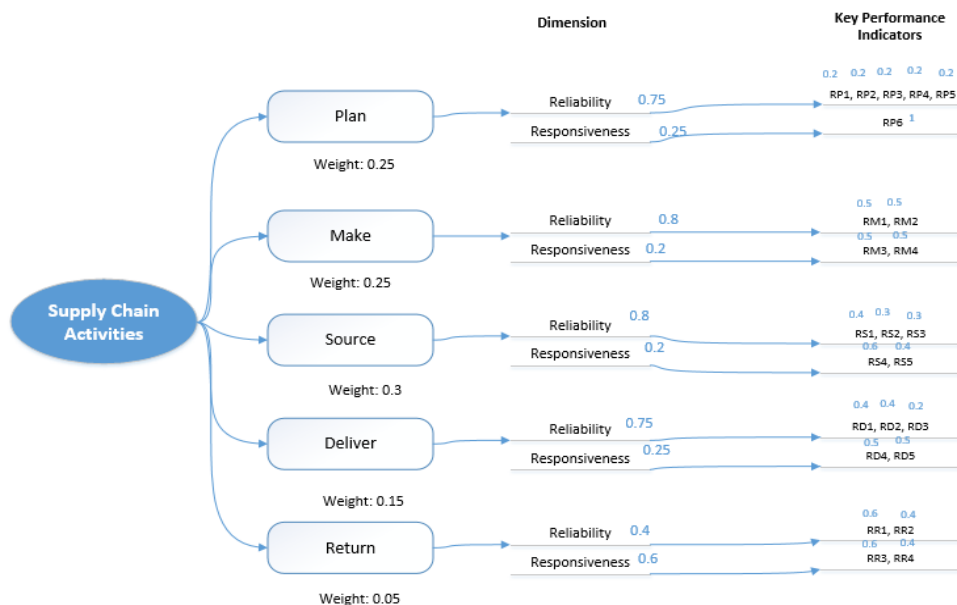 Dimension
Key Performance
Indicators
0.2 0.2 0.2 0.2 0.2
Plan
Reliability 0.75
RP1, RP2, RP3, RP4, RP5
Responsiveness 0.25
RP6 1
Weight: 0.25
0.5 0.5
Make
Reliability 0.8
RM1, RM2
Responsiveness 0.2
0.5 0.5
RM3, RM4
Weight: 0.25
Supply Chain
Activities
0.4 0.3 0.3
Source
Reliability 0.8
RS1, RS2, RS3
Responsiveness 0.2
0.6 0.4
RS4, RS5
Weight: 0.3
0.4 0.4 0.2
Deliver
Reliability 0.75
RD1, RD2, RD3
Responsiveness 0.25
0.5 0.5
RD4, RD5
Weight: 0.15
0.6 0.4
Return
Reliability 0.4
RR1, RR2
Responsiveness 0.6
0.6 0.4
RR3, RR4
Weight: 0.05